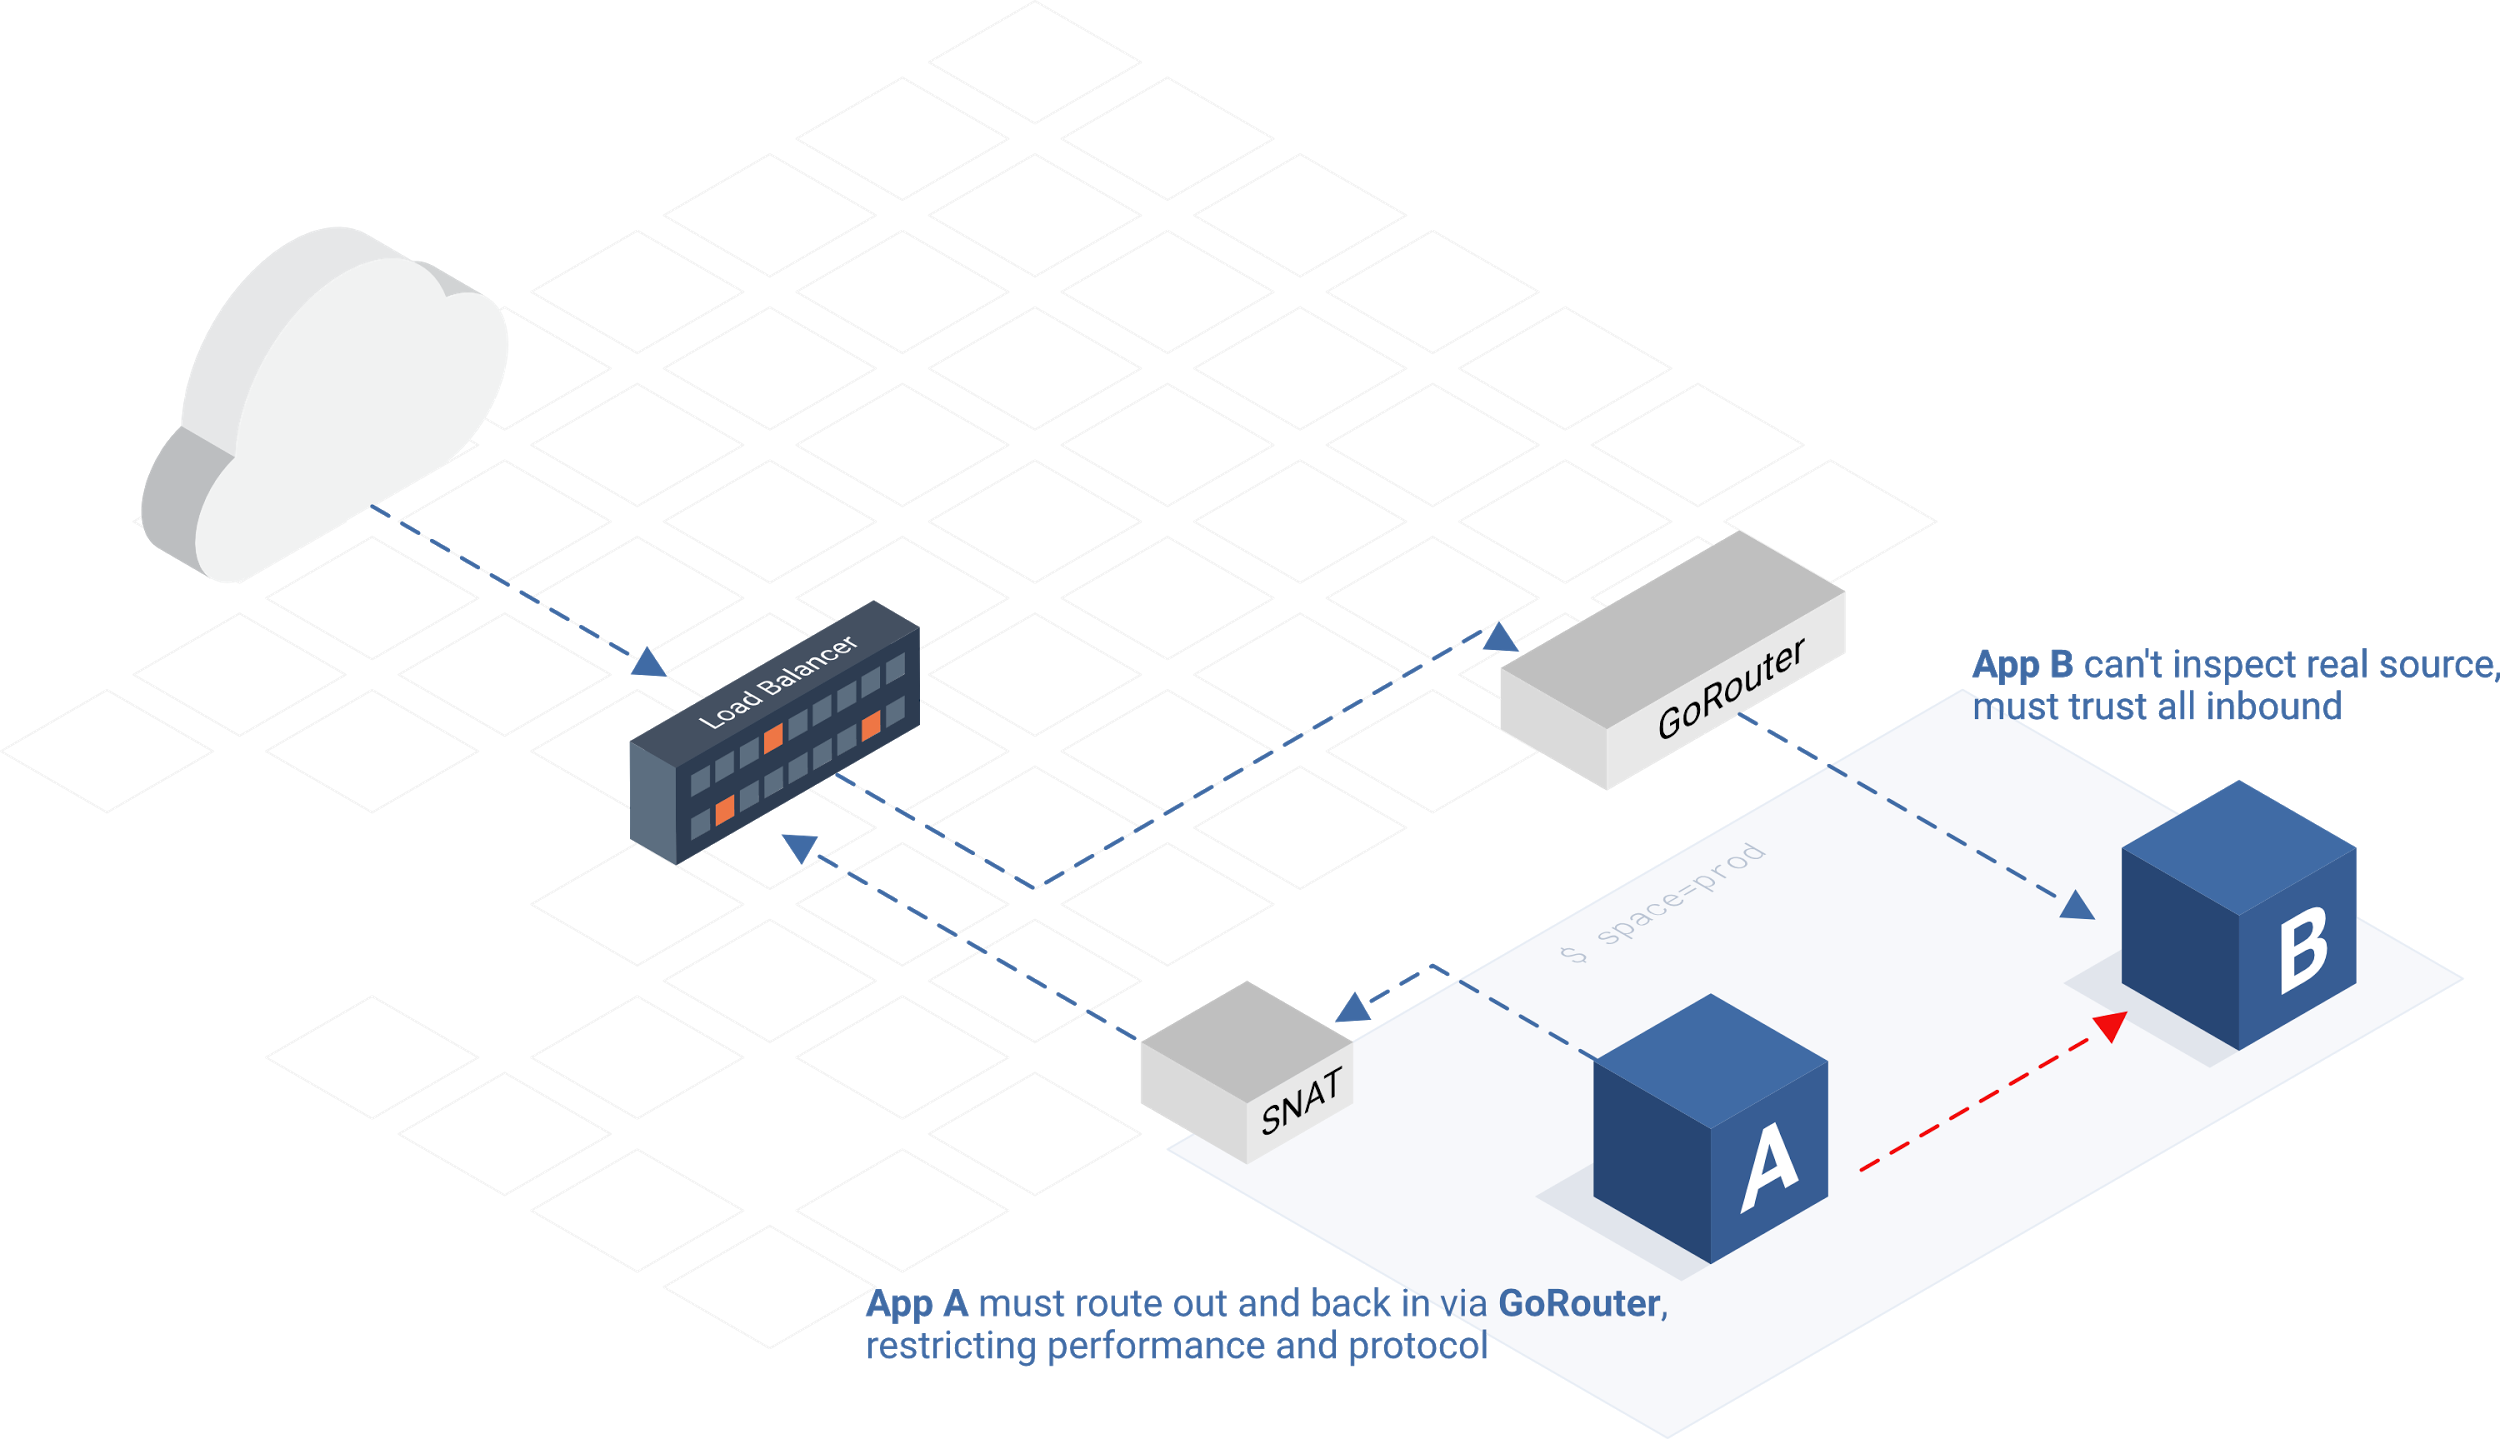 Load Balancer
GoRouter
App B can't inspect real source,
must trust all inbound
$ space-prod
B
SNAT
A
App A must route out and back in via GoRouter,
restricting performance and protocol